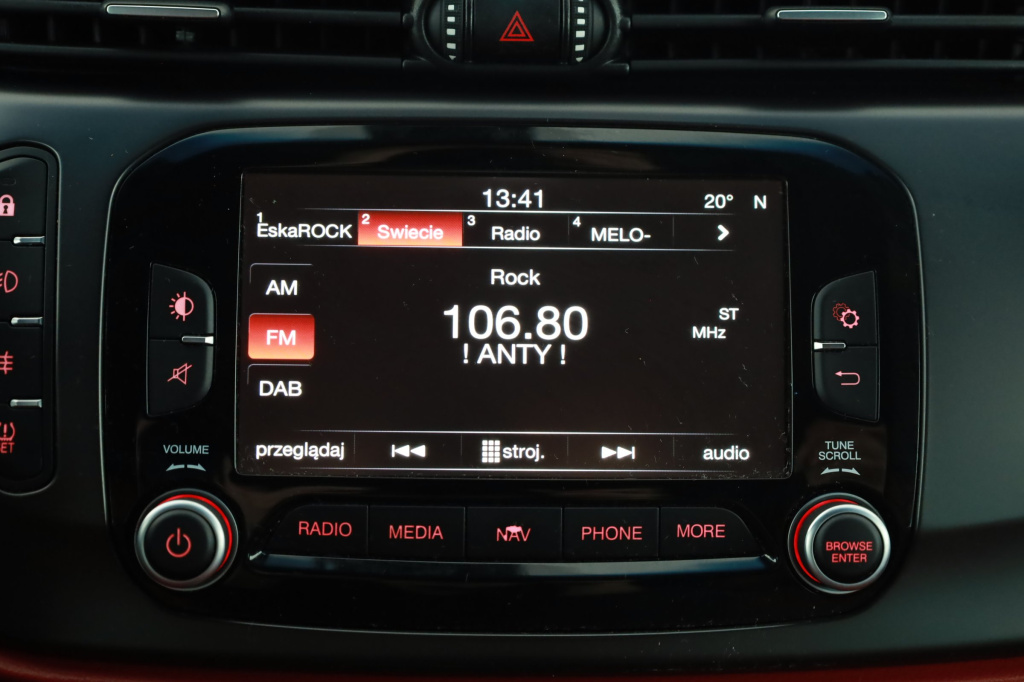 13:41
20° N
1 EskaROCK 2 Swiecie 3 Radio 4 MELO-
Rock
AM
106.80
ST
MHz
FM
! ANTY !
DAB
przeglądaj stroj. audio
VOLUME
TUNE
SCROLL
RADIO MEDIA NAV PHONE MORE
BROWSE
ENTER